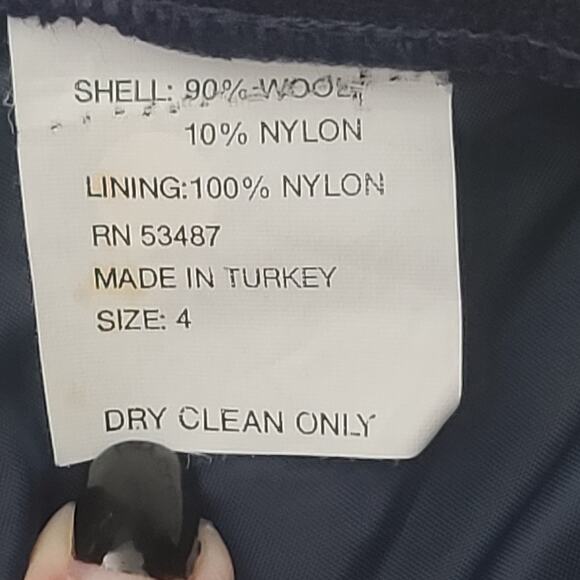 SHELL: 90% WOOL
10% NYLON
LINING:100% NYLON
RN 53487
MADE IN TURKEY
SIZE: 4
DRY CLEAN ONLY